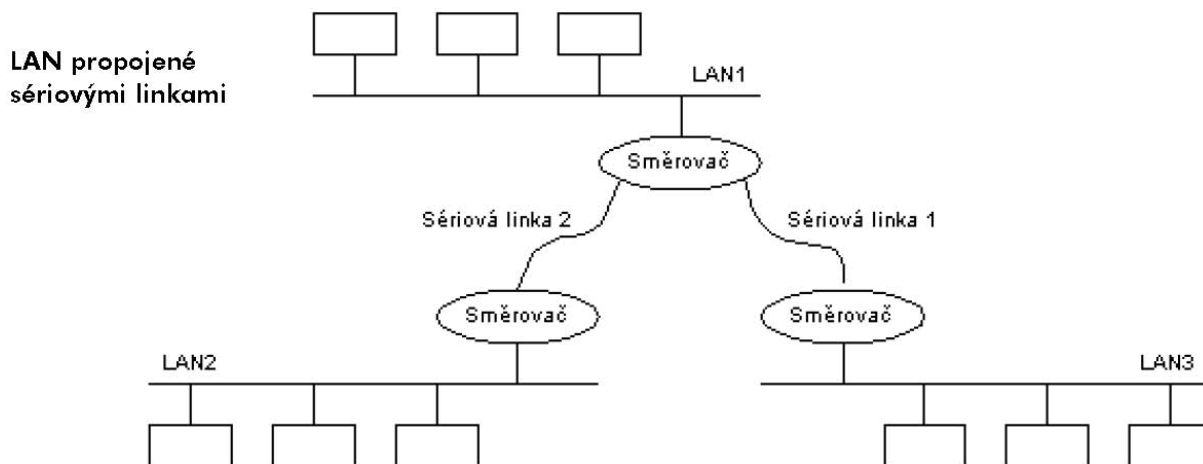 LAN propojené
sériovými linkami
LAN1
Směrovač
Sériová linka 2
Sériová linka 1
Směrovač
Směrovač
LAN2
LAN3